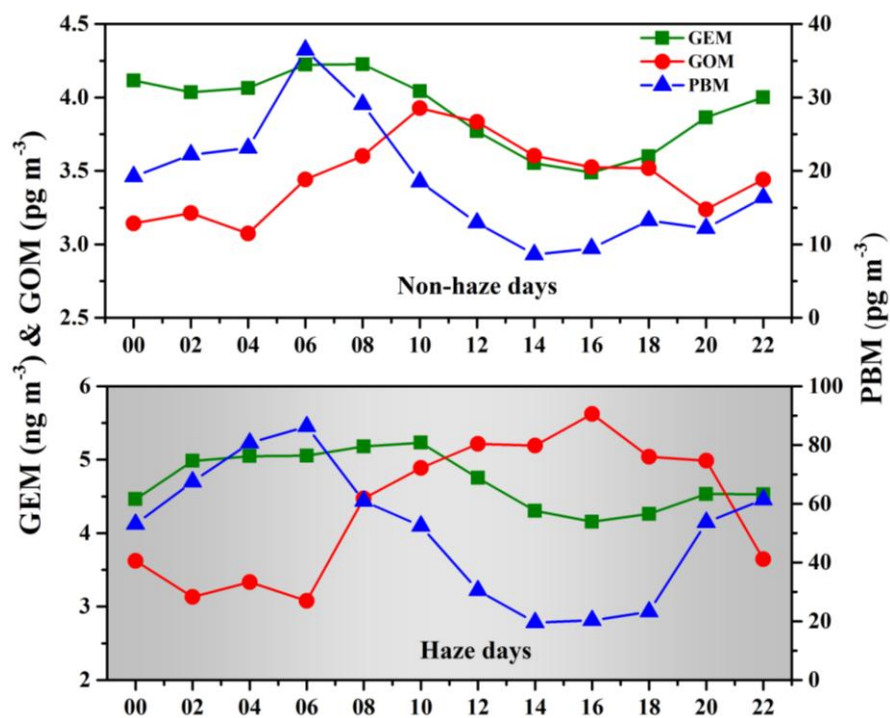 4.5
4.0
3.5
3.0
2.5
40
30
20
10
0
GEM
GOM
PBM
Non-haze days
00 02 04 06 08 10 12 14 16 18 20 22
GEM (ng m⁻³) & GOM (pg m⁻³)
PBM (pg m⁻³)
6
5
4
3
2
100
80
60
40
20
0
Haze days
00 02 04 06 08 10 12 14 16 18 20 22